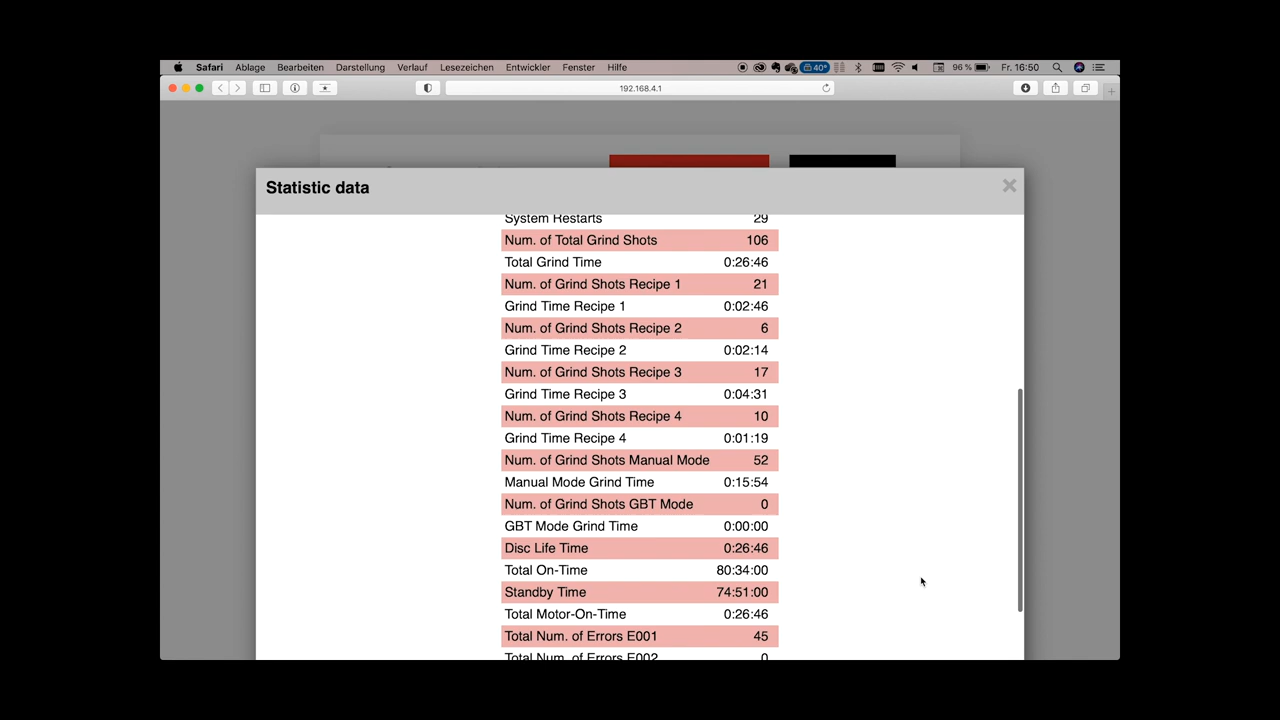 Safari Ablage Bearbeiten Darstellung Verlauf Lesezeichen Entwickler Fenster Hilfe 40° 96 % Fr. 16:50
192.168.4.1
Statistic data
System Restarts 29
Num. of Total Grind Shots 106
Total Grind Time 0:26:46
Num. of Grind Shots Recipe 1 21
Grind Time Recipe 1 0:02:46
Num. of Grind Shots Recipe 2 6
Grind Time Recipe 2 0:02:14
Num. of Grind Shots Recipe 3 17
Grind Time Recipe 3 0:04:31
Num. of Grind Shots Recipe 4 10
Grind Time Recipe 4 0:01:19
Num. of Grind Shots Manual Mode 52
Manual Mode Grind Time 0:15:54
Num. of Grind Shots GBT Mode 0
GBT Mode Grind Time 0:00:00
Disc Life Time 0:26:46
Total On-Time 80:34:00
Standby Time 74:51:00
Total Motor-On-Time 0:26:46
Total Num. of Errors E001 45
Total Num. of Errors E002 0